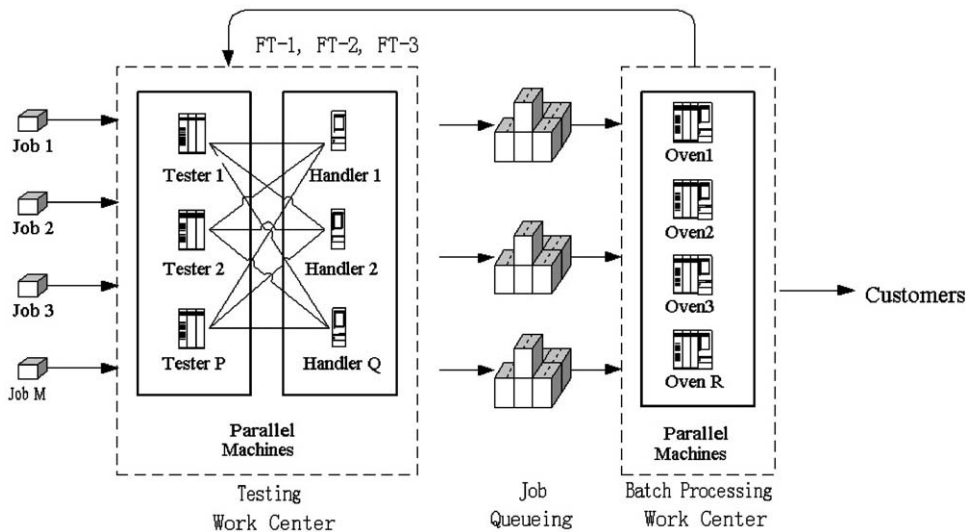 FT-1, FT-2, FT-3
Job 1
Job 2
Job 3
Job M
Tester 1
Tester 2
Tester P
Handler 1
Handler 2
Handler Q
Parallel
Machines
Testing
Work Center
Job
Queueing
Oven1
Oven2
Oven3
Oven R
Parallel
Machines
Batch Processing
Work Center
Customers